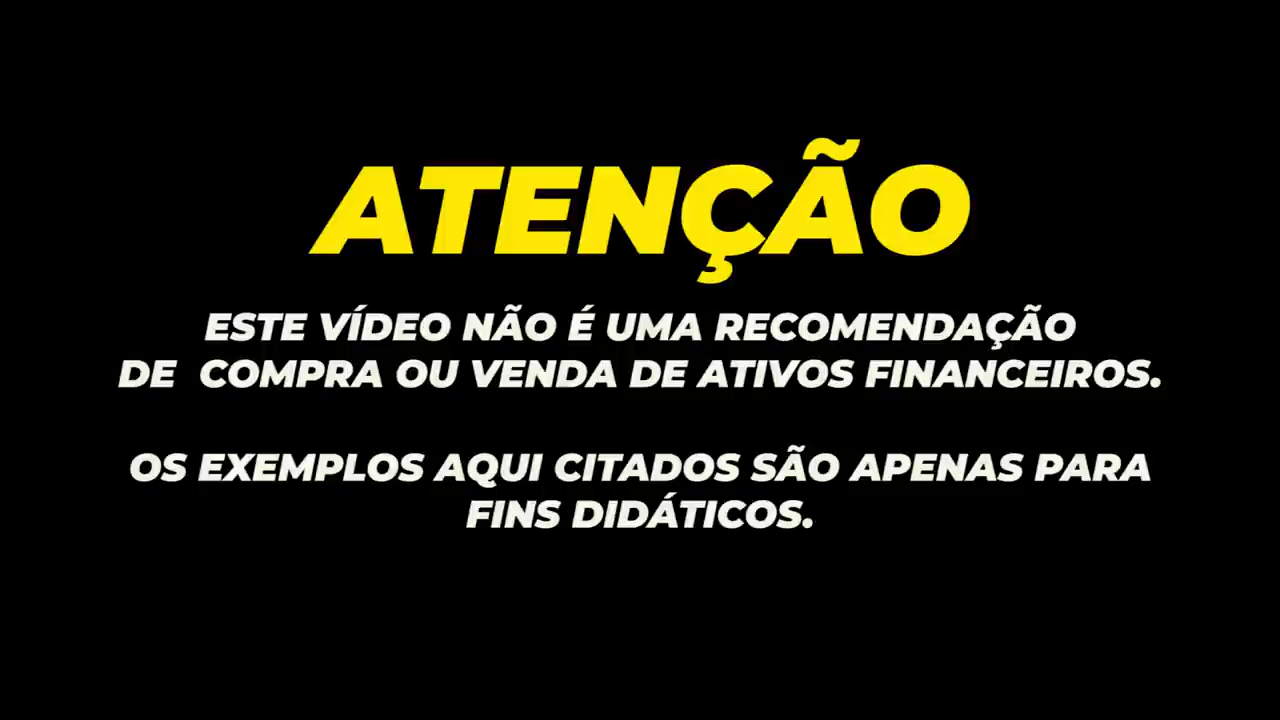 ATENÇÃO
ESTE VÍDEO NÃO É UMA RECOMENDAÇÃO
DE COMPRA OU VENDA DE ATIVOS FINANCEIROS.
OS EXEMPLOS AQUI CITADOS SÃO APENAS PARA
FINS DIDÁTICOS.